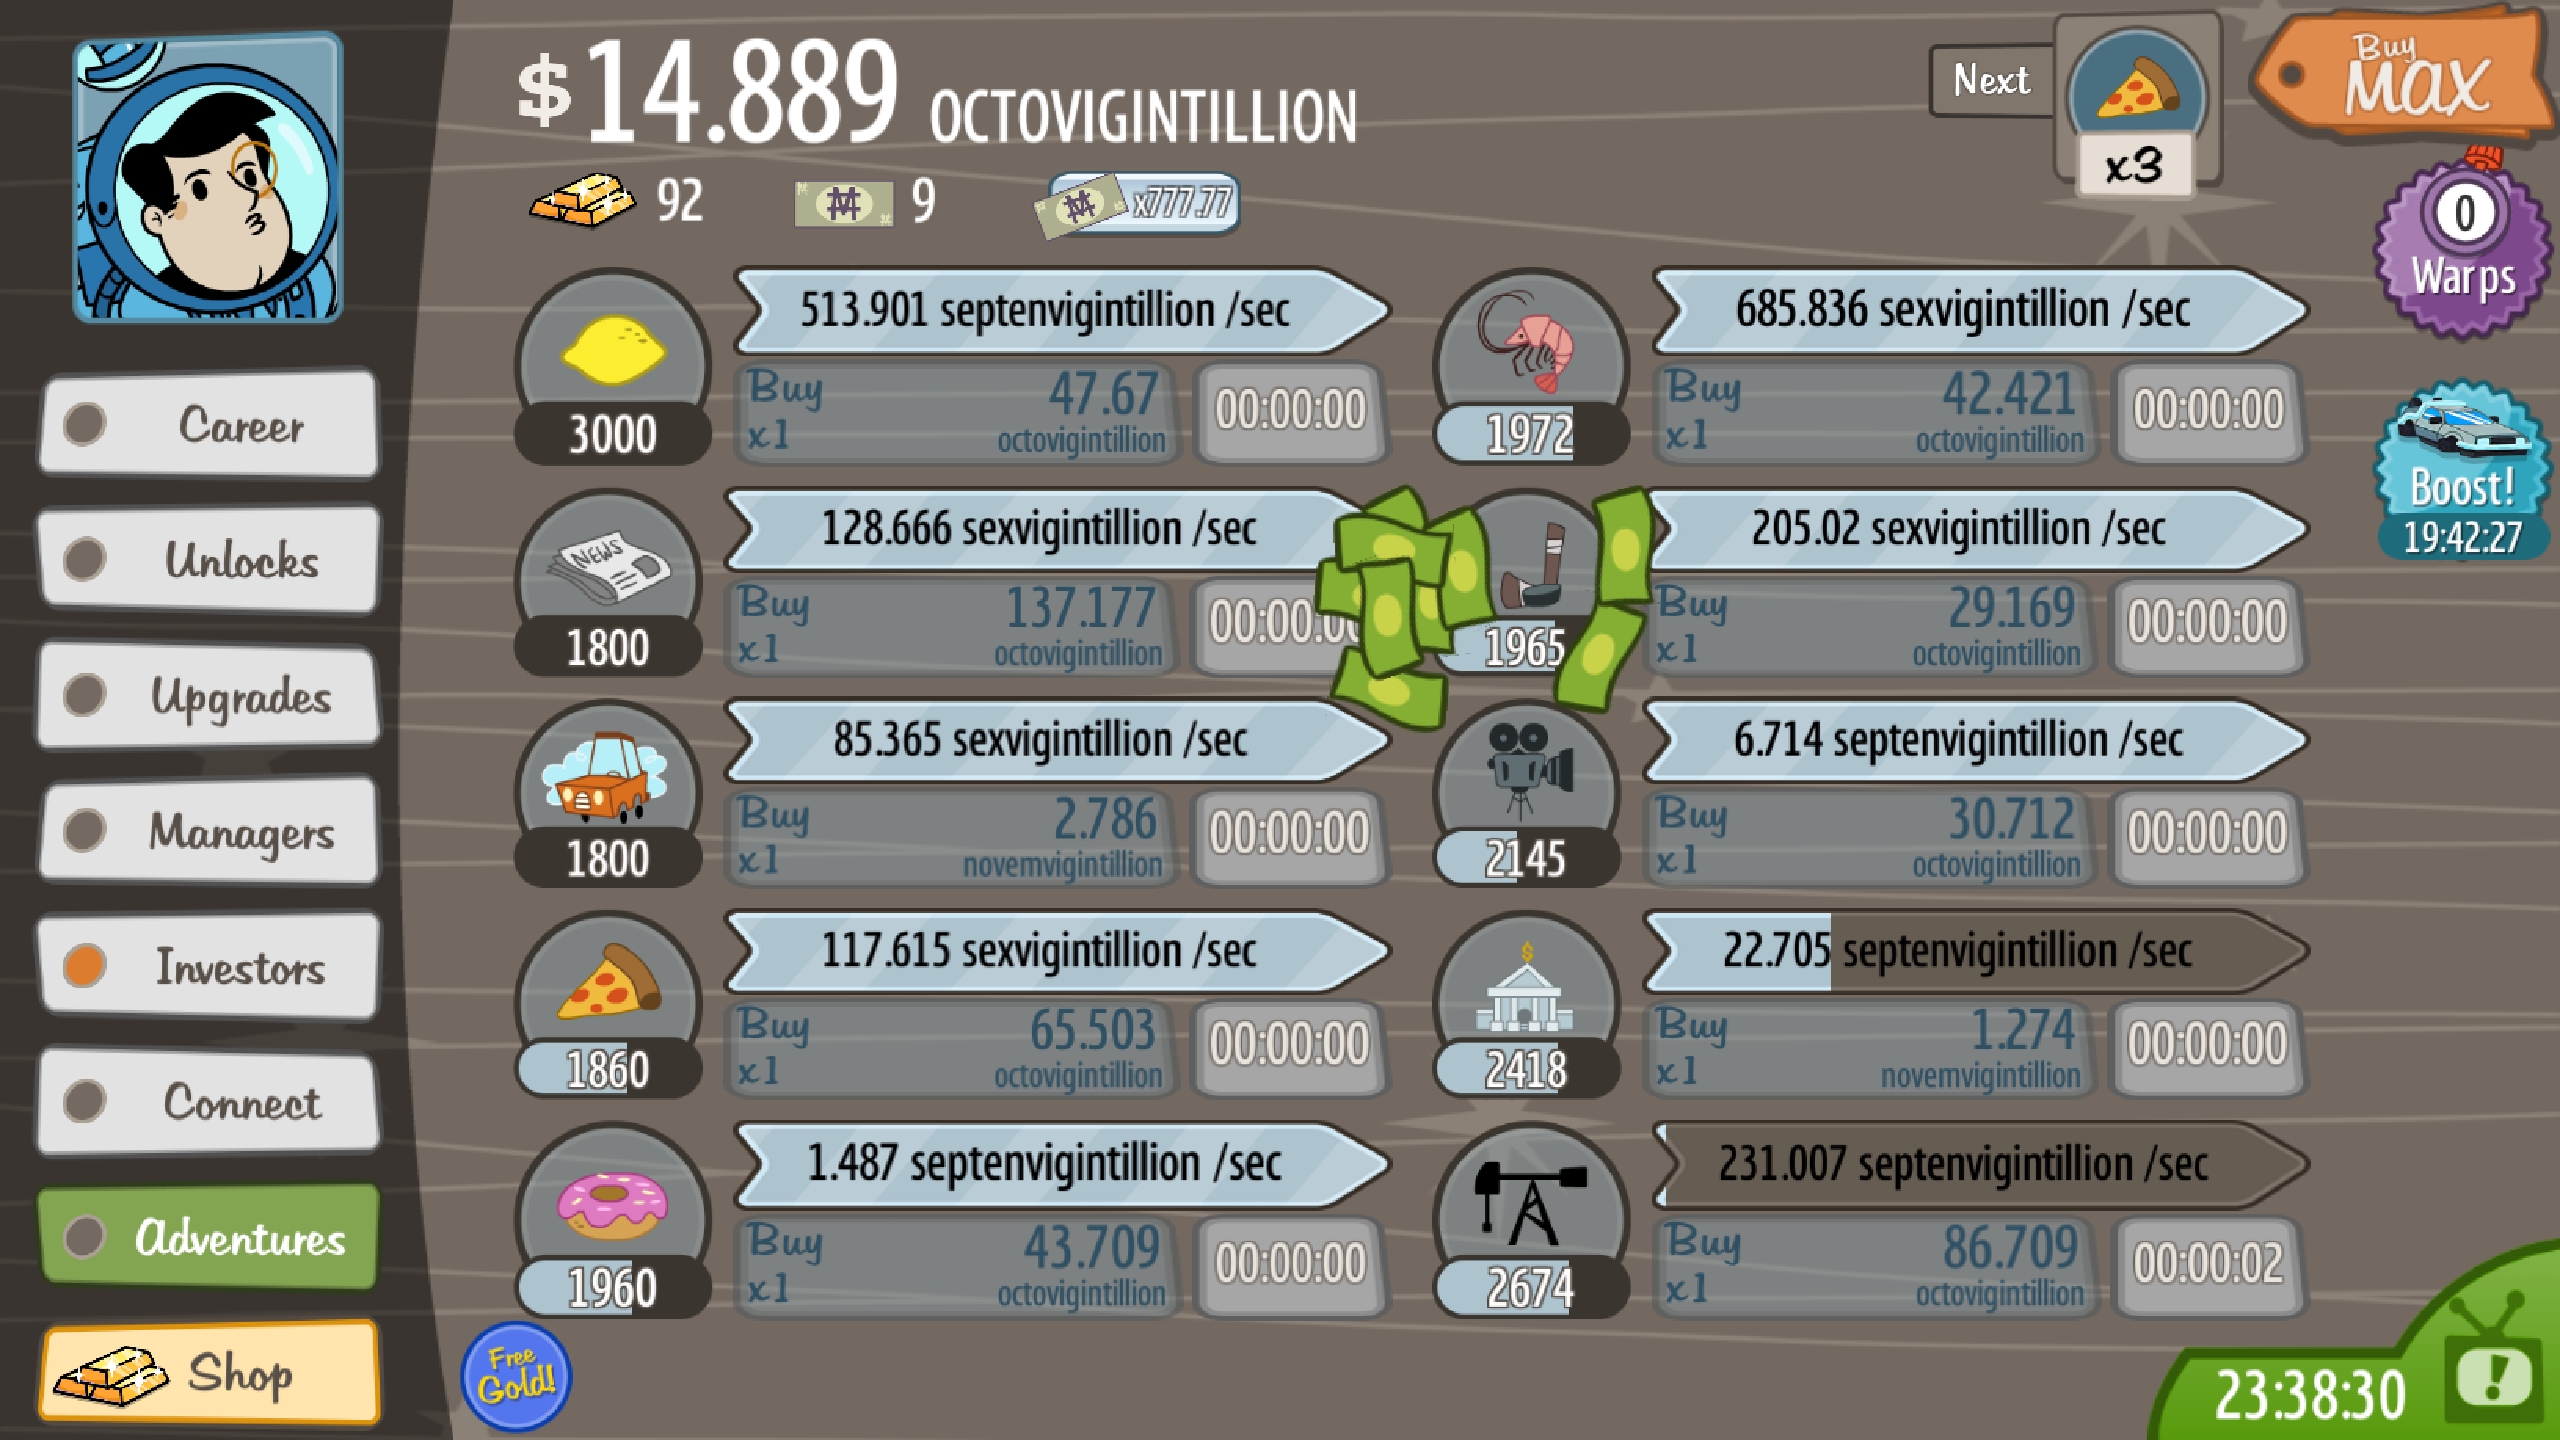 $14.889 OCTOVIGINTILLION
92
9
x777.77
Next
x3
Buy
MAX
0
Warps
Boost!
19:42:27
Career
Unlocks
Upgrades
Managers
Investors
Connect
Adventures
Shop
513.901 septenvigintillion /sec
3000
Buy
x1
47.67
octovigintillion
00:00:00
685.836 sexvigintillion /sec
1972
Buy
x1
42.421
octovigintillion
00:00:00
NEWS
128.666 sexvigintillion /sec
1800
Buy
x1
137.177
octovigintillion
205.02 sexvigintillion /sec
1965
Buy
x1
29.169
octovigintillion
00:00:00
85.365 sexvigintillion /sec
1800
Buy
x1
2.786
novemvigintillion
00:00:00
6.714 septenvigintillion /sec
2145
Buy
x1
30.712
octovigintillion
00:00:00
117.615 sexvigintillion /sec
1860
Buy
x1
65.503
octovigintillion
00:00:00
$
22.705 septenvigintillion /sec
2418
Buy
x1
1.274
novemvigintillion
00:00:00
1.487 septenvigintillion /sec
1960
Buy
x1
43.709
octovigintillion
00:00:00
231.007 septenvigintillion /sec
2674
Buy
x1
86.709
octovigintillion
00:00:02
Free
Gold!
23:38:30
!